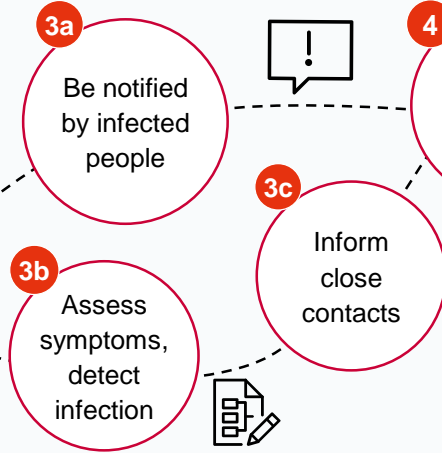 3a
Be notified
by infected
people
!
4
3c
Inform
close
contacts
3b
Assess
symptoms,
detect
infection